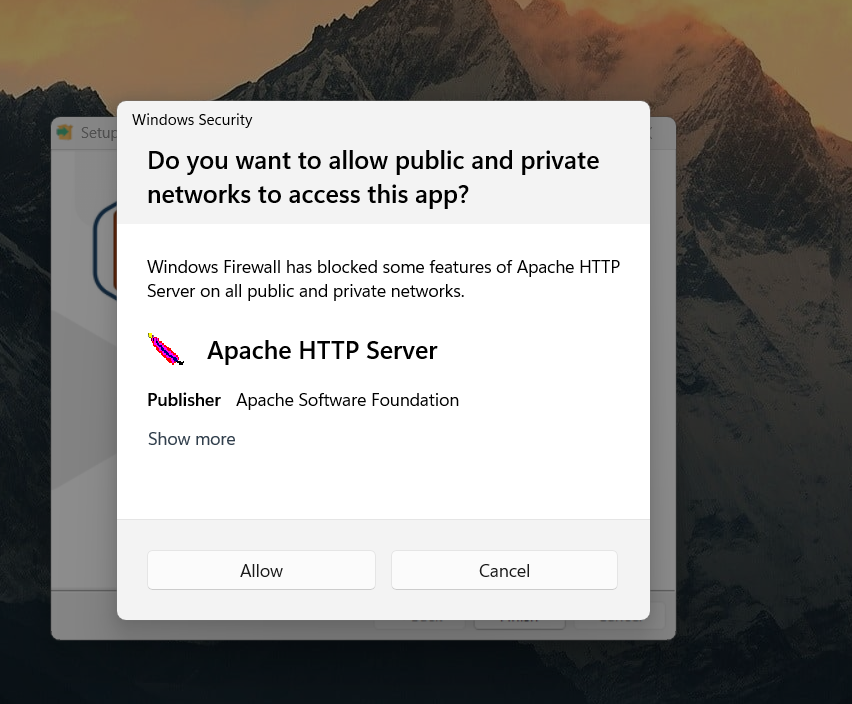 Windows Security
Setup
Do you want to allow public and private
networks to access this app?
Windows Firewall has blocked some features of Apache HTTP
Server on all public and private networks.
Apache HTTP Server
Publisher Apache Software Foundation
Show more
Allow Cancel